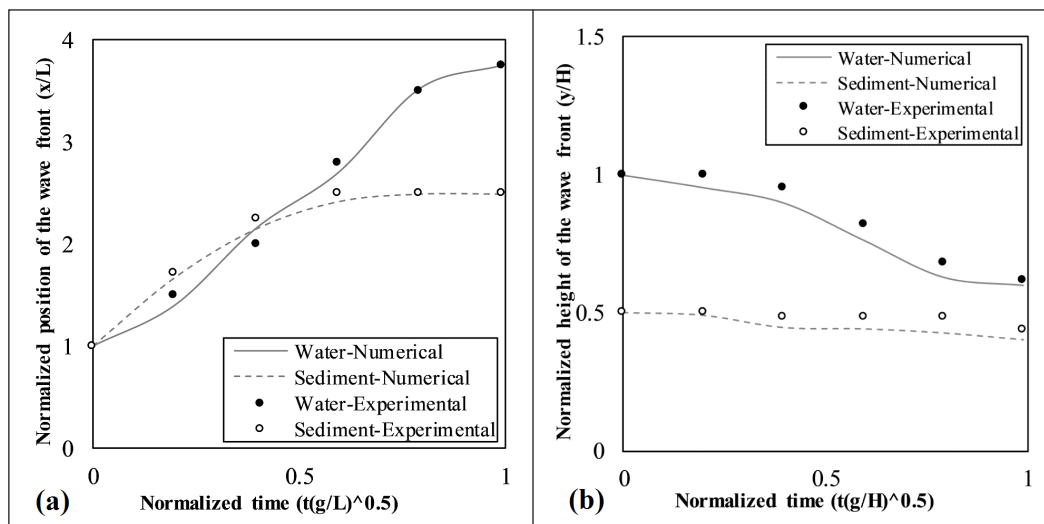 Normalized position of the wave ftont (x/L)
4
3
2
1
0
0
0.5
1
Water-Numerical
Sediment-Numerical
Water-Experimental
Sediment-Experimental
(a)
Normalized time (t(g/L)^0.5)
Normalized height of the wave front (y/H)
1.5
1
0.5
0
0
0.5
1
Water-Numerical
Sediment-Numerical
Water-Experimental
Sediment-Experimental
(b)
Normalized time (t(g/H)^0.5)